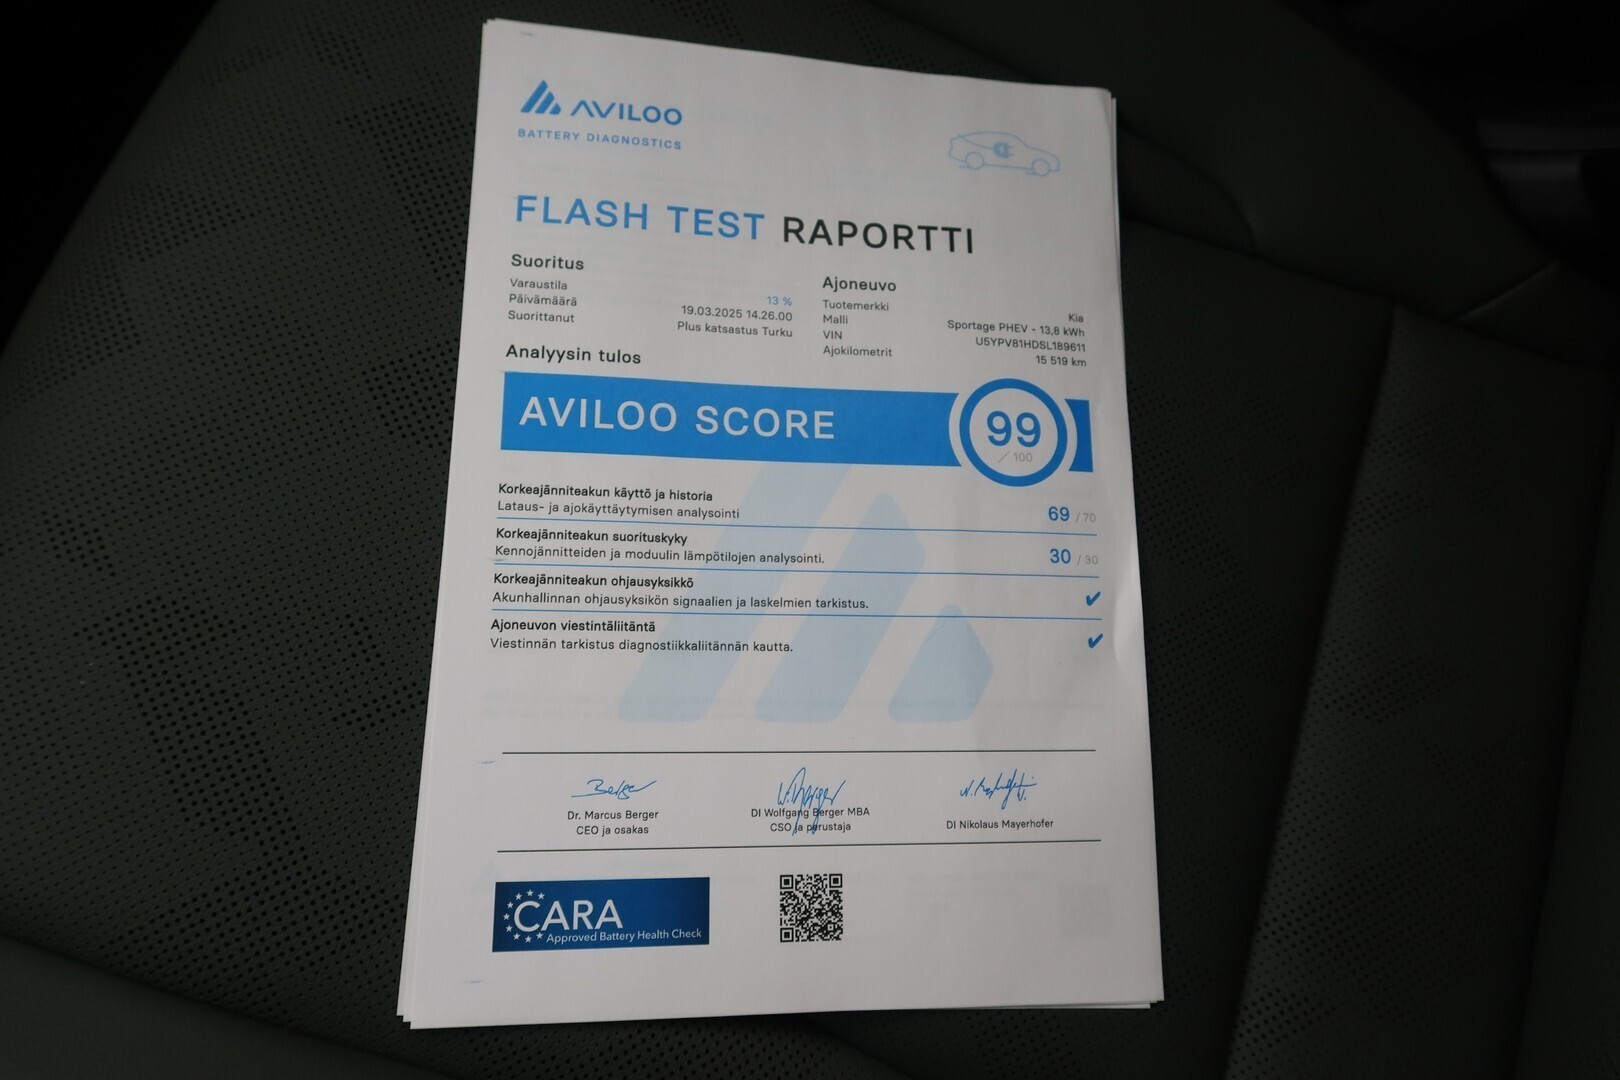 AVILOO
BATTERY DIAGNOSTICS
FLASH TEST RAPORTTI
Suoritus
Varaustila 13 %
Päivämäärä 19.03.2025 14.26.00
Suorittanut Plus katsastus Turku
Ajoneuvo
Tuotemerkki Kia
Malli Sportage PHEV - 13,8 kWh
VIN U5YPV81HDSL189611
Ajokilometrit 15 519 km
Analyysin tulos
AVILOO SCORE 99 / 100
Korkeajänniteakun käyttö ja historia
Lataus- ja ajokäyttäytymisen analysointi 69 / 70
Korkeajänniteakun suorituskyky
Kennojännitteiden ja moduulin lämpötilojen analysointi. 30 / 30
Korkeajänniteakun ohjausyksikkö
Akunhallinnan ohjausyksikön signaalien ja laskelmien tarkistus. ✔
Ajoneuvon viestintäliitäntä
Viestinnän tarkistus diagnostiikkaliitännän kautta. ✔
Dr. Marcus Berger
CEO ja osakas
DI Wolfgang Berger MBA
CSO ja perustaja
DI Nikolaus Mayerhofer
CARA
Approved Battery Health Check